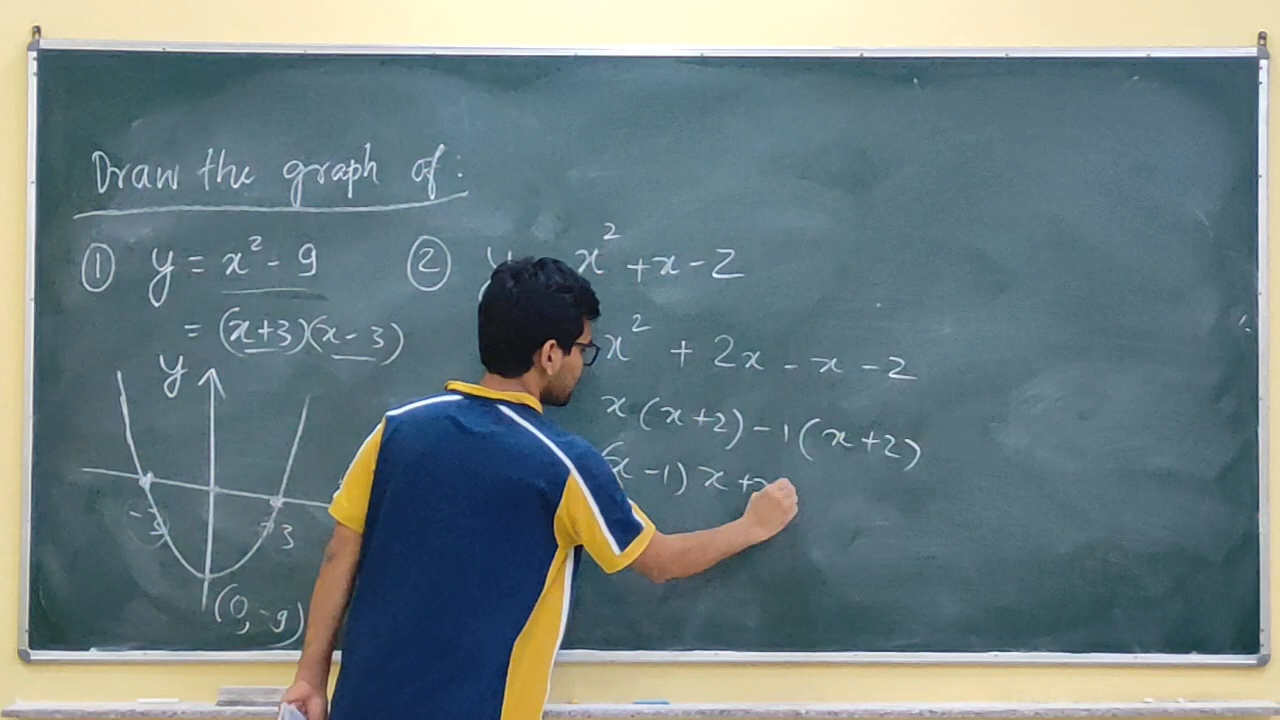 Draw the graph of :
① y = x² - 9
= (x+3)(x-3)
y
-3
3
(0, -9)
② y x² + x - 2
x² + 2x - x - 2
x (x+2) - 1 (x+2)
(x - 1) x +